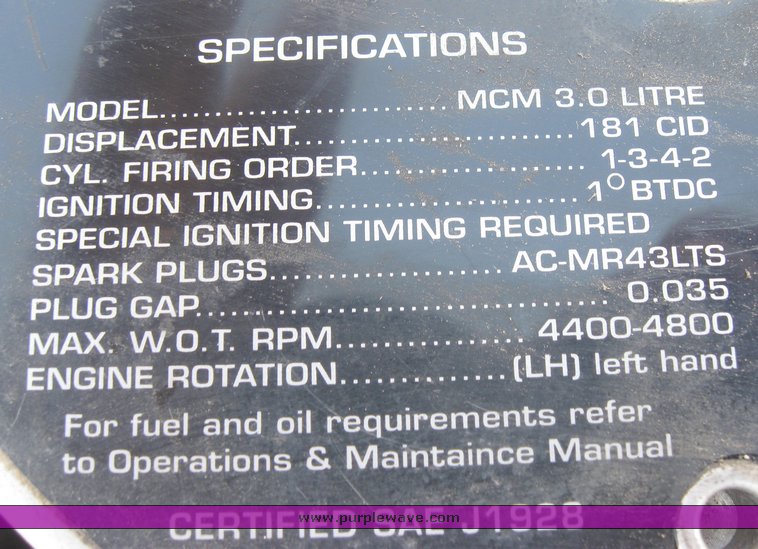 SPECIFICATIONS
MODEL.......................... MCM 3.0 LITRE
DISPLACEMENT..........................181 CID
CYL. FIRING ORDER..................... 1-3-4-2
IGNITION TIMING........................ 1° BTDC
SPECIAL IGNITION TIMING REQUIRED
SPARK PLUGS..................... AC-MR43LTS
PLUG GAP..................................... 0.035
MAX. W.O.T. RPM................. 4400-4800
ENGINE ROTATION...............(LH) left hand
For fuel and oil requirements refer
to Operations & Maintaince Manual
www.purplewave.com
CERTIFIED SAE J1928